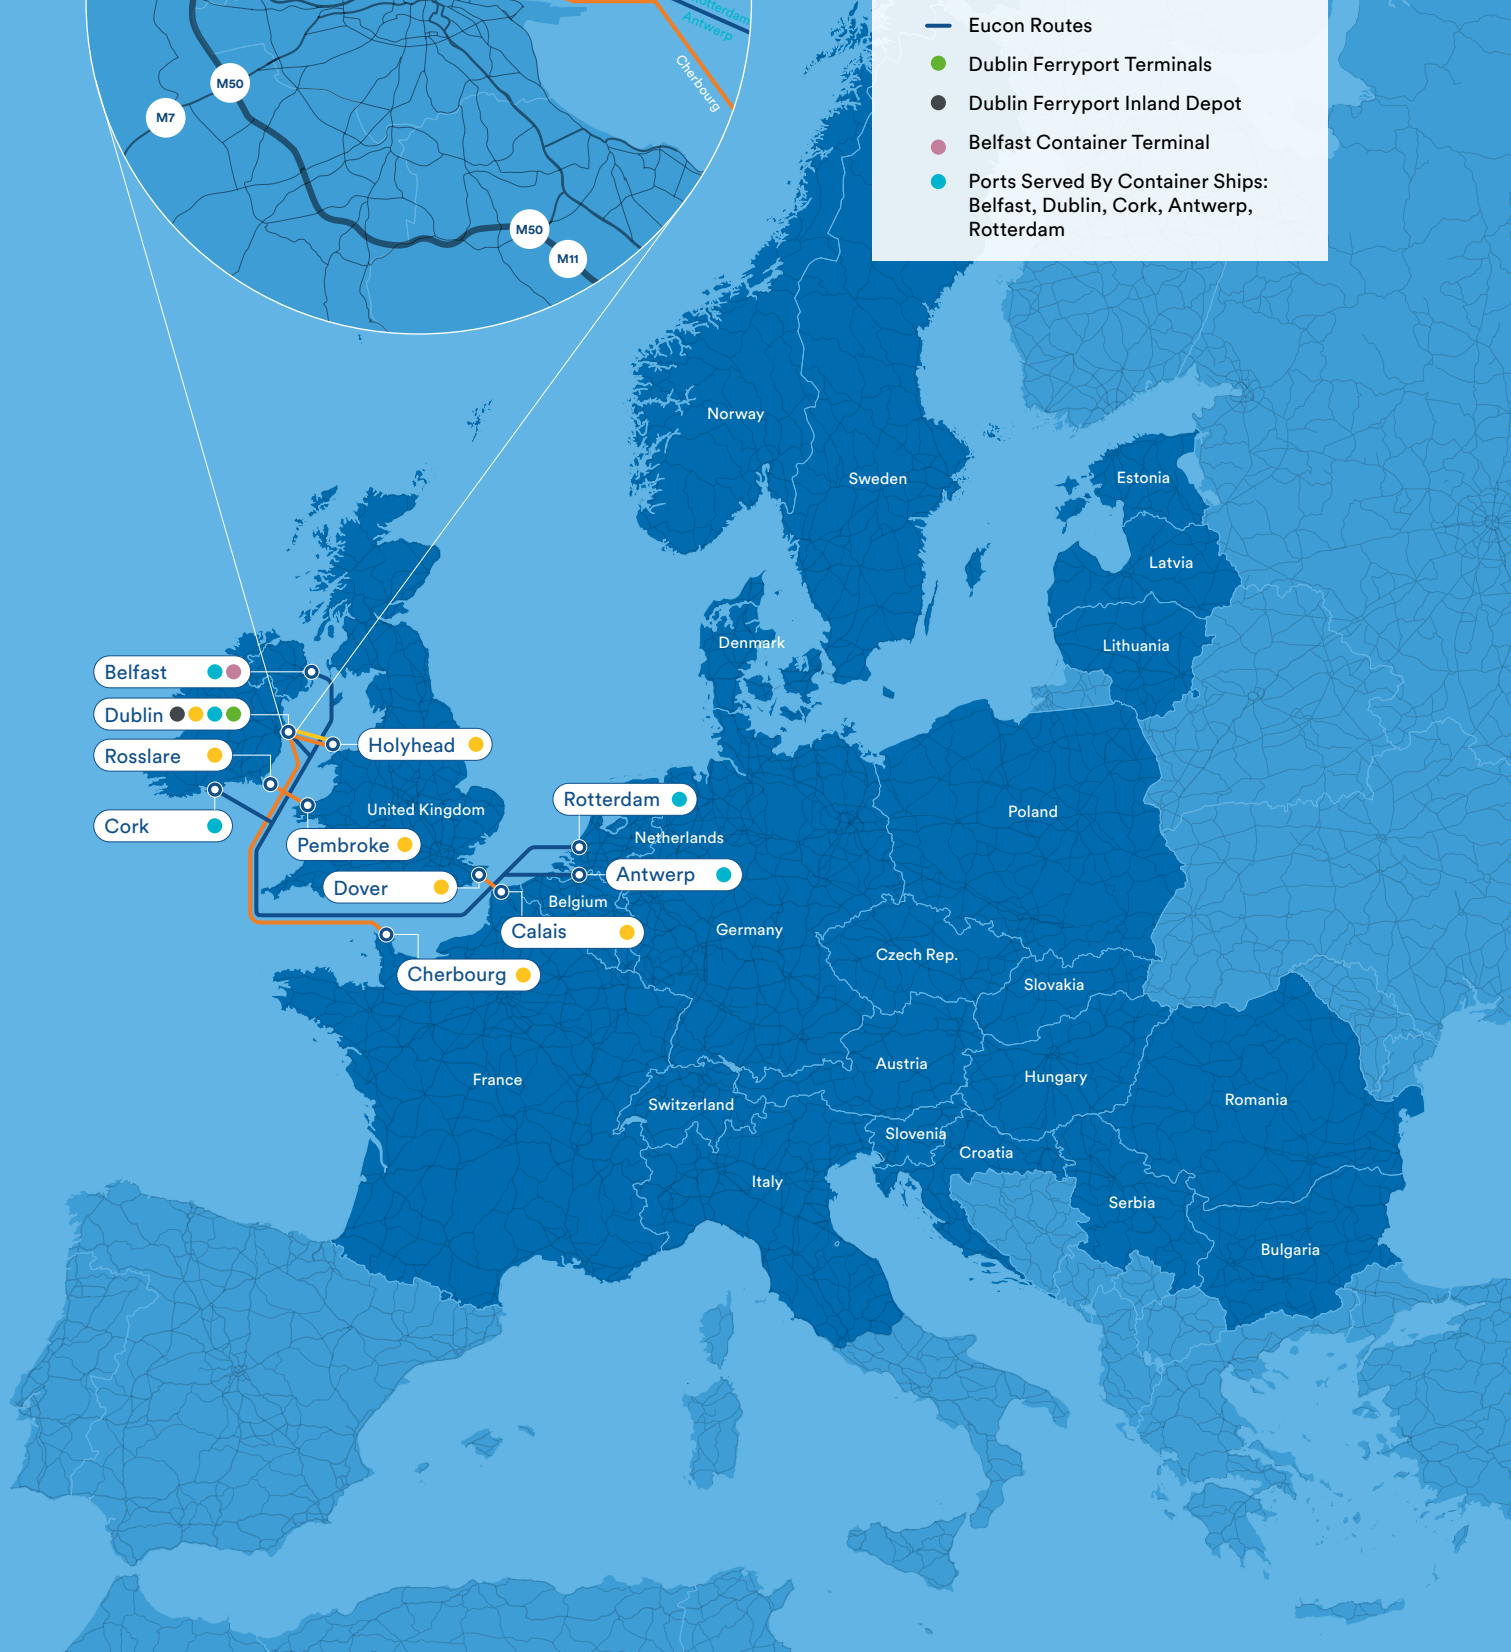 Rotterdam
Antwerp
Cherbourg
M50
M7
M50
M11
Eucon Routes
Dublin Ferryport Terminals
Dublin Ferryport Inland Depot
Belfast Container Terminal
Ports Served By Container Ships:
Belfast, Dublin, Cork, Antwerp,
Rotterdam
Norway
Sweden
Estonia
Latvia
Lithuania
Denmark
Belfast
Dublin
Rosslare
Cork
Holyhead
United Kingdom
Pembroke
Dover
Rotterdam
Netherlands
Antwerp
Belgium
Calais
Cherbourg
Poland
Germany
Czech Rep.
Slovakia
Austria
Hungary
France
Switzerland
Romania
Slovenia
Croatia
Italy
Serbia
Bulgaria